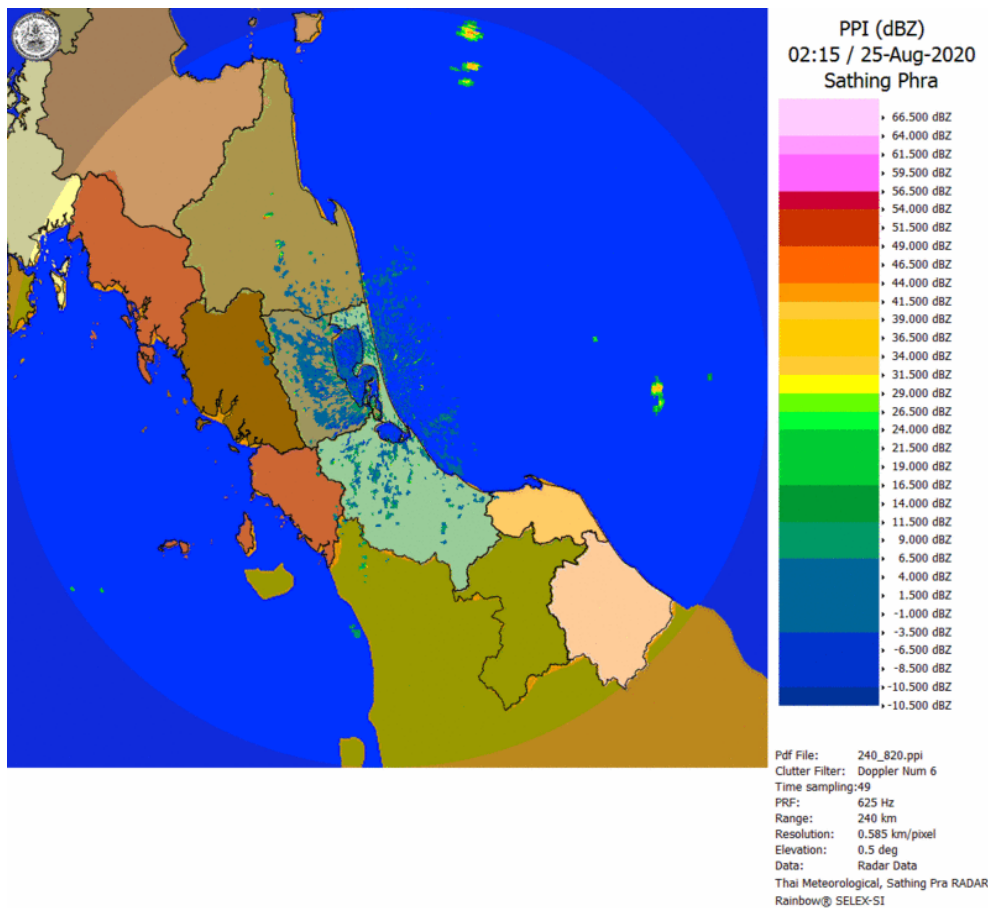 PPI (dBZ)
02:15 / 25-Aug-2020
Sathing Phra
66.500 dBZ
64.000 dBZ
61.500 dBZ
59.500 dBZ
56.500 dBZ
54.000 dBZ
51.500 dBZ
49.000 dBZ
46.500 dBZ
44.000 dBZ
41.500 dBZ
39.000 dBZ
36.500 dBZ
34.000 dBZ
31.500 dBZ
29.000 dBZ
26.500 dBZ
24.000 dBZ
21.500 dBZ
19.000 dBZ
16.500 dBZ
14.000 dBZ
11.500 dBZ
9.000 dBZ
6.500 dBZ
4.000 dBZ
1.500 dBZ
-1.000 dBZ
-3.500 dBZ
-6.500 dBZ
-8.500 dBZ
-10.500 dBZ
-10.500 dBZ
Pdf File: 240_820.ppi
Clutter Filter: Doppler Num 6
Time sampling:49
PRF: 625 Hz
Range: 240 km
Resolution: 0.585 km/pixel
Elevation: 0.5 deg
Data: Radar Data
Thai Meteorological, Sathing Pra RADAR
Rainbow® SELEX-SI